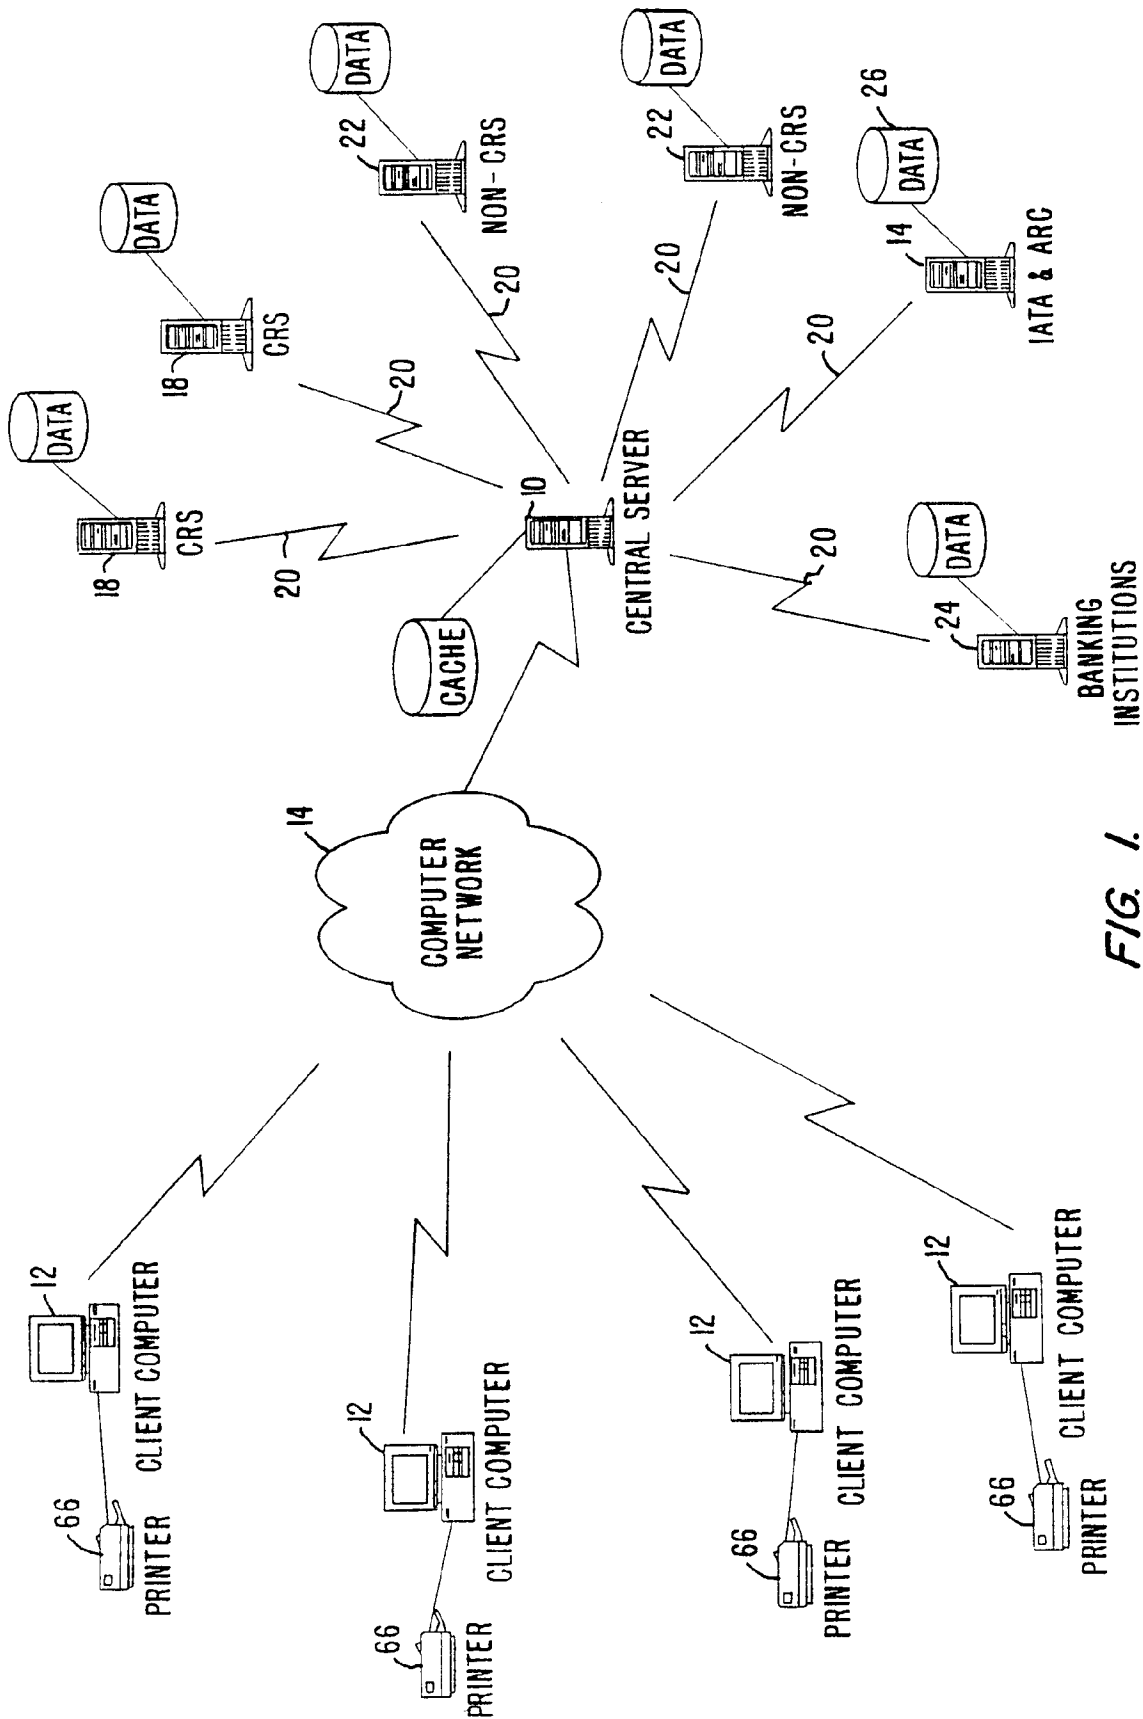 66
PRINTER
12
CLIENT COMPUTER
66
PRINTER
12
CLIENT COMPUTER
66
PRINTER
12
CLIENT COMPUTER
66
PRINTER
12
CLIENT COMPUTER
14
COMPUTER
NETWORK
CACHE
10
CENTRAL SERVER
20
18
CRS
DATA
20
18
CRS
DATA
20
22
NON-CRS
DATA
20
22
NON-CRS
DATA
20
14
IATA & ARC
DATA
26
20
24
BANKING
INSTITUTIONS
DATA
FIG. 1.